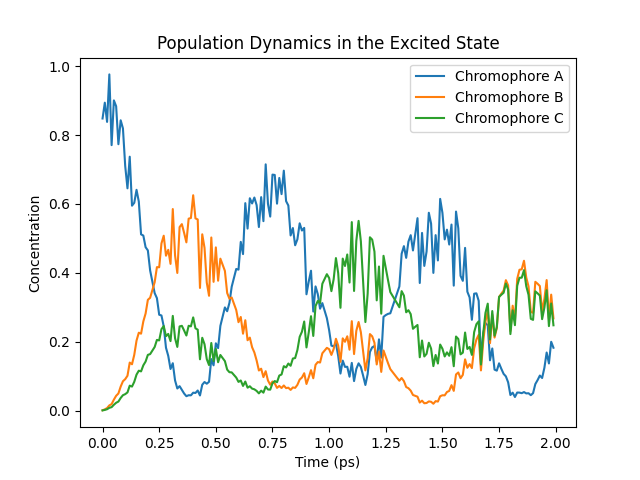 Population Dynamics in the Excited State
Chromophore A
Chromophore B
Chromophore C
Concentration
1.0
0.8
0.6
0.4
0.2
0.0
0.00 0.25 0.50 0.75 1.00 1.25 1.50 1.75 2.00
Time (ps)